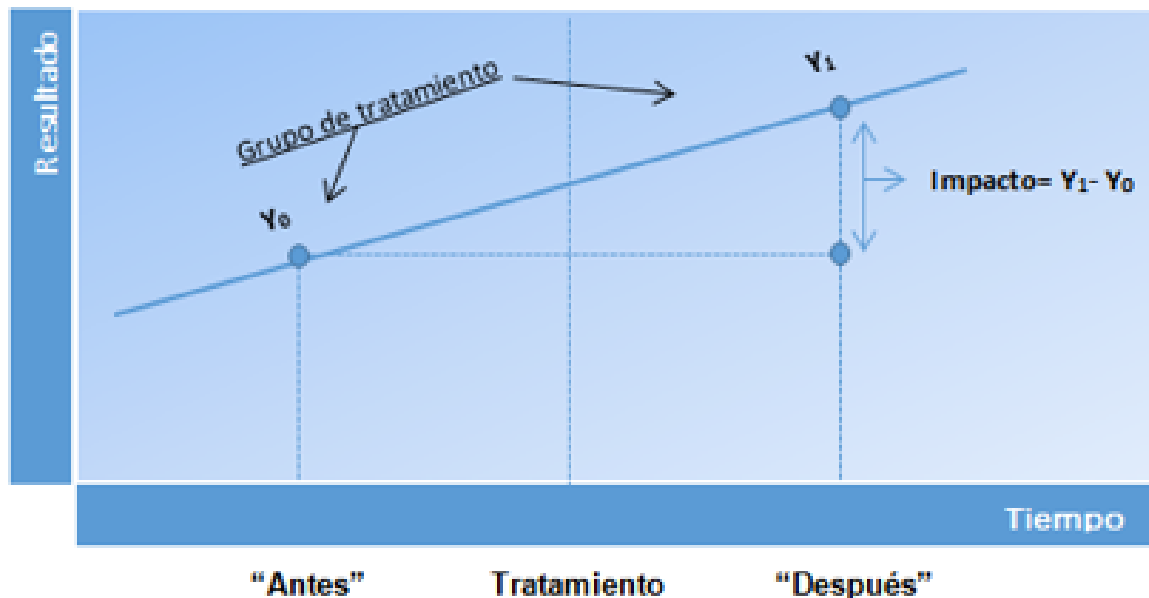 Resultado
Grupo de tratamiento
Y₁
Y₀
Impacto= Y₁- Y₀
Tiempo
“Antes”
Tratamiento
“Después”